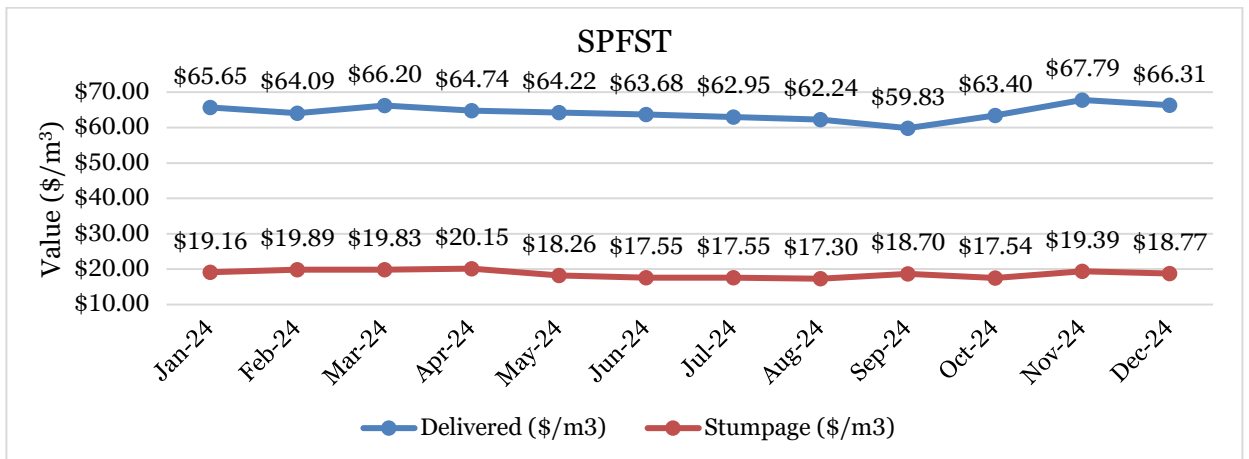 SPFST
$65.65 $64.09 $66.20 $64.74 $64.22 $63.68 $62.95 $62.24 $59.83 $63.40 $67.79 $66.31
$19.16 $19.89 $19.83 $20.15 $18.26 $17.55 $17.55 $17.30 $18.70 $17.54 $19.39 $18.77
Value ($/m³)
$70.00
$60.00
$50.00
$40.00
$30.00
$20.00
$10.00
Jan-24 Feb-24 Mar-24 Apr-24 May-24 Jun-24 Jul-24 Aug-24 Sep-24 Oct-24 Nov-24 Dec-24
Delivered ($/m3) Stumpage ($/m3)